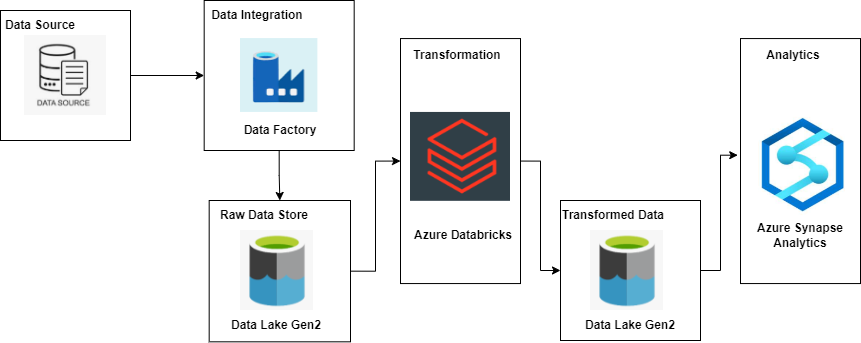 Data Source
DATA SOURCE
Data Integration
Data Factory
Raw Data Store
Data Lake Gen2
Transformation
Azure Databricks
Transformed Data
Data Lake Gen2
Analytics
Azure Synapse
Analytics